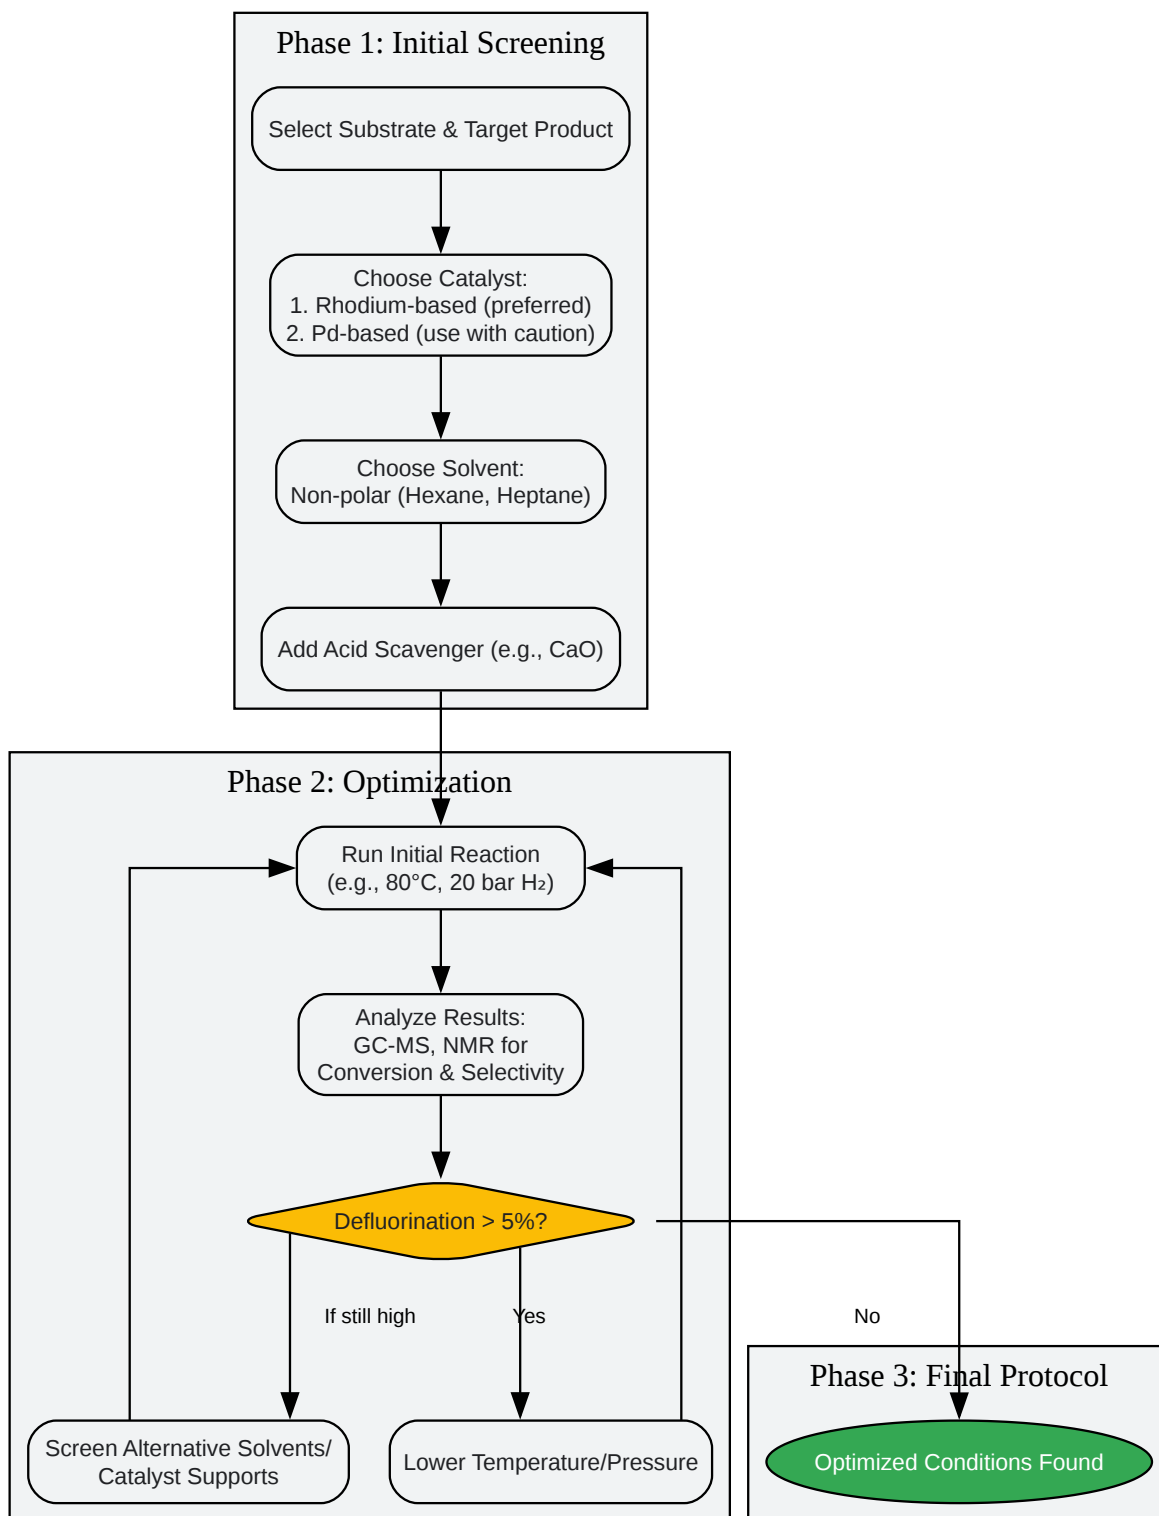 Phase 1: Initial Screening
Select Substrate & Target Product
Choose Catalyst:
1. Rhodium-based (preferred)
2. Pd-based (use with caution)
Choose Solvent:
Non-polar (Hexane, Heptane)
Add Acid Scavenger (e.g., CaO)
Phase 2: Optimization
Run Initial Reaction
(e.g., 80°C, 20 bar H₂)
Analyze Results:
GC-MS, NMR for
Conversion & Selectivity
Defluorination > 5%?
If still high
Yes
No
Screen Alternative Solvents/
Catalyst Supports
Lower Temperature/Pressure
Phase 3: Final Protocol
Optimized Conditions Found